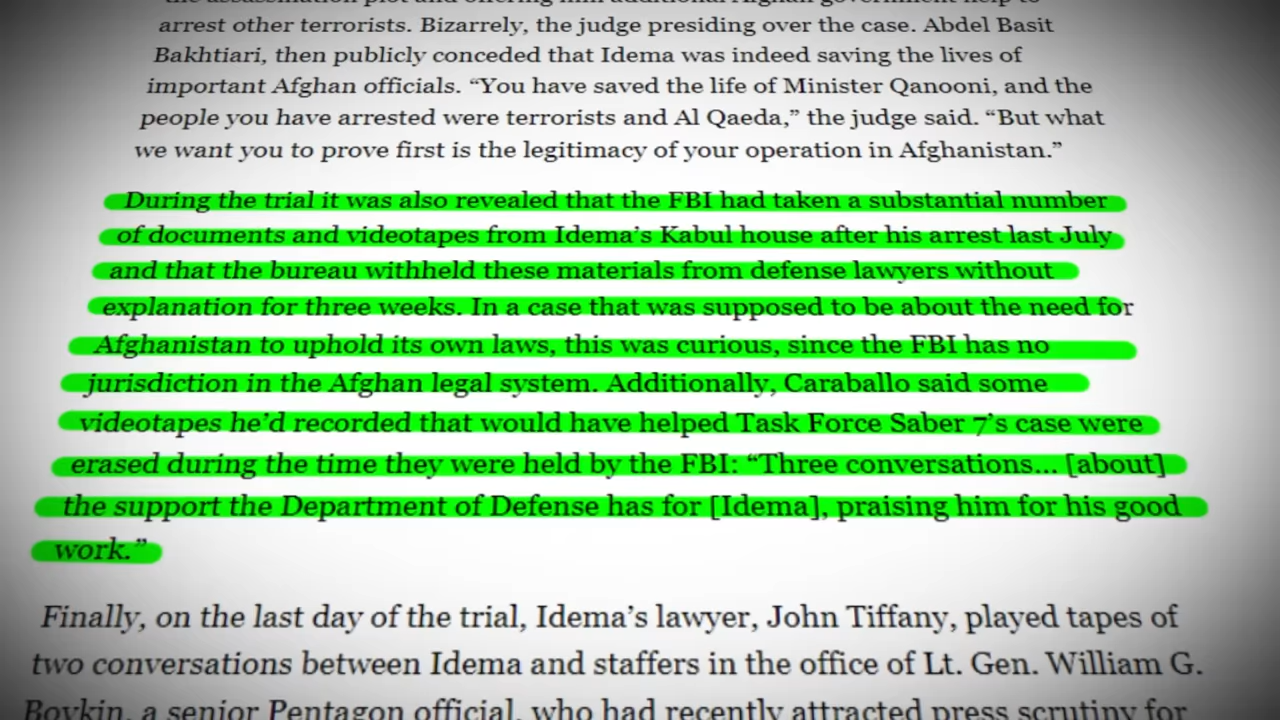 the assassination plot and offering him additional Afghan government help to
arrest other terrorists. Bizarrely, the judge presiding over the case. Abdel Basit
Bakhtiari, then publicly conceded that Idema was indeed saving the lives of
important Afghan officials. “You have saved the life of Minister Qanooni, and the
people you have arrested were terrorists and Al Qaeda,” the judge said. “But what
we want you to prove first is the legitimacy of your operation in Afghanistan.”
During the trial it was also revealed that the FBI had taken a substantial number
of documents and videotapes from Idema’s Kabul house after his arrest last July
and that the bureau withheld these materials from defense lawyers without
explanation for three weeks. In a case that was supposed to be about the need for
Afghanistan to uphold its own laws, this was curious, since the FBI has no
jurisdiction in the Afghan legal system. Additionally, Caraballo said some
videotapes he’d recorded that would have helped Task Force Saber 7’s case were
erased during the time they were held by the FBI: “Three conversations… [about]
the support the Department of Defense has for [Idema], praising him for his good
work.”
Finally, on the last day of the trial, Idema’s lawyer, John Tiffany, played tapes of
two conversations between Idema and staffers in the office of Lt. Gen. William G.
Boykin, a senior Pentagon official, who had recently attracted press scrutiny for